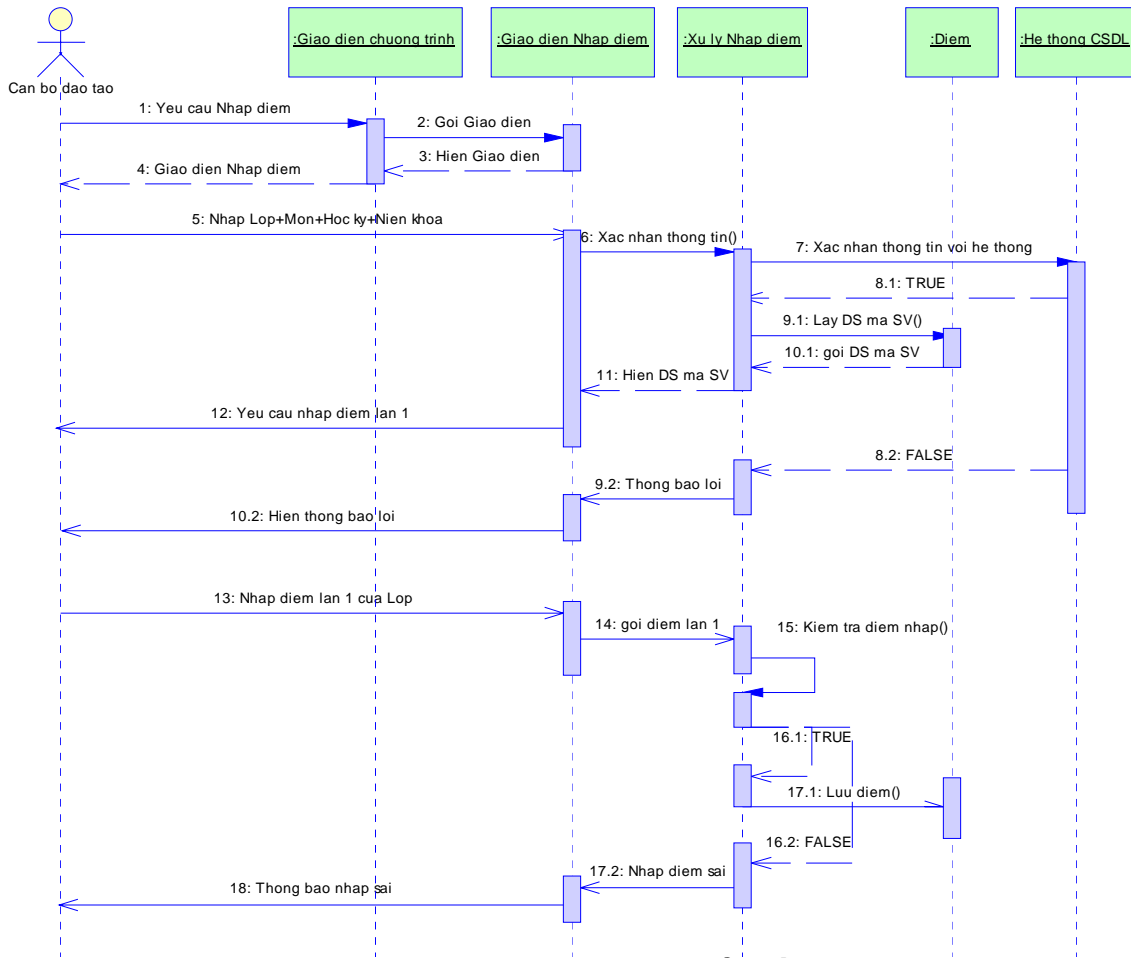 :Giao dien chuong trinh
:Giao dien Nhap diem
:Xu ly Nhap diem
:Diem
:He thong CSDL
Can bo dao tao
1: Yeu cau Nhap diem
2: Goi Giao dien
3: Hien Giao dien
4: Giao dien Nhap diem
5: Nhap Lop+Mon+Hoc ky+Nien khoa
6: Xac nhan thong tin()
7: Xac nhan thong tin voi he thong
8.1: TRUE
9.1: Lay DS ma SV()
10.1: goi DS ma SV
11: Hien DS ma SV
12: Yeu cau nhap diem lan 1
8.2: FALSE
9.2: Thong bao loi
10.2: Hien thong bao loi
13: Nhap diem lan 1 cua Lop
14: goi diem lan 1
15: Kiem tra diem nhap()
16.1: TRUE
17.1: Luu diem()
16.2: FALSE
17.2: Nhap diem sai
18: Thong bao nhap sai